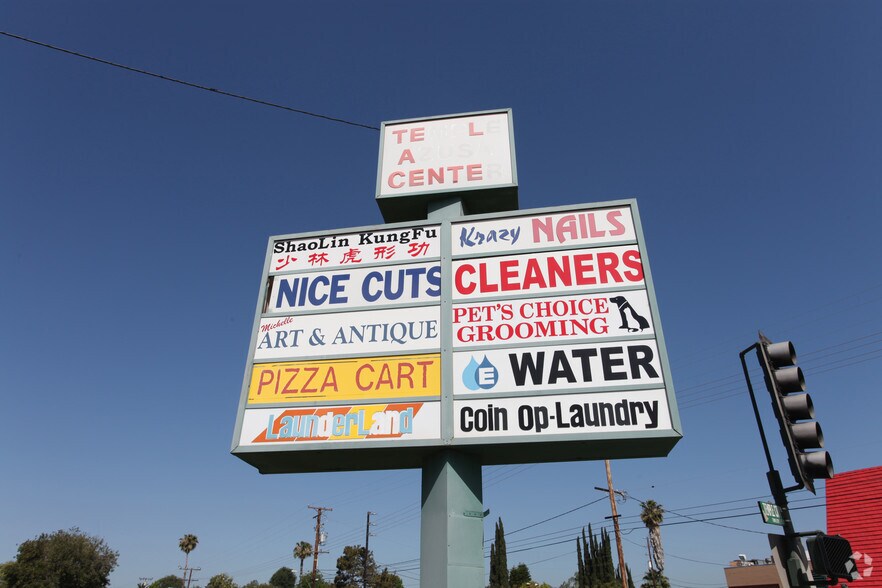 TE L
A
CENTE
ShaoLin KungFu
少林虎形功
NICE CUTS
Michelle
ART & ANTIQUE
PIZZA CART
LaunderLand
Krazy NAILS
CLEANERS
PET'S CHOICE
GROOMING
E WATER
Coin Op-Laundry